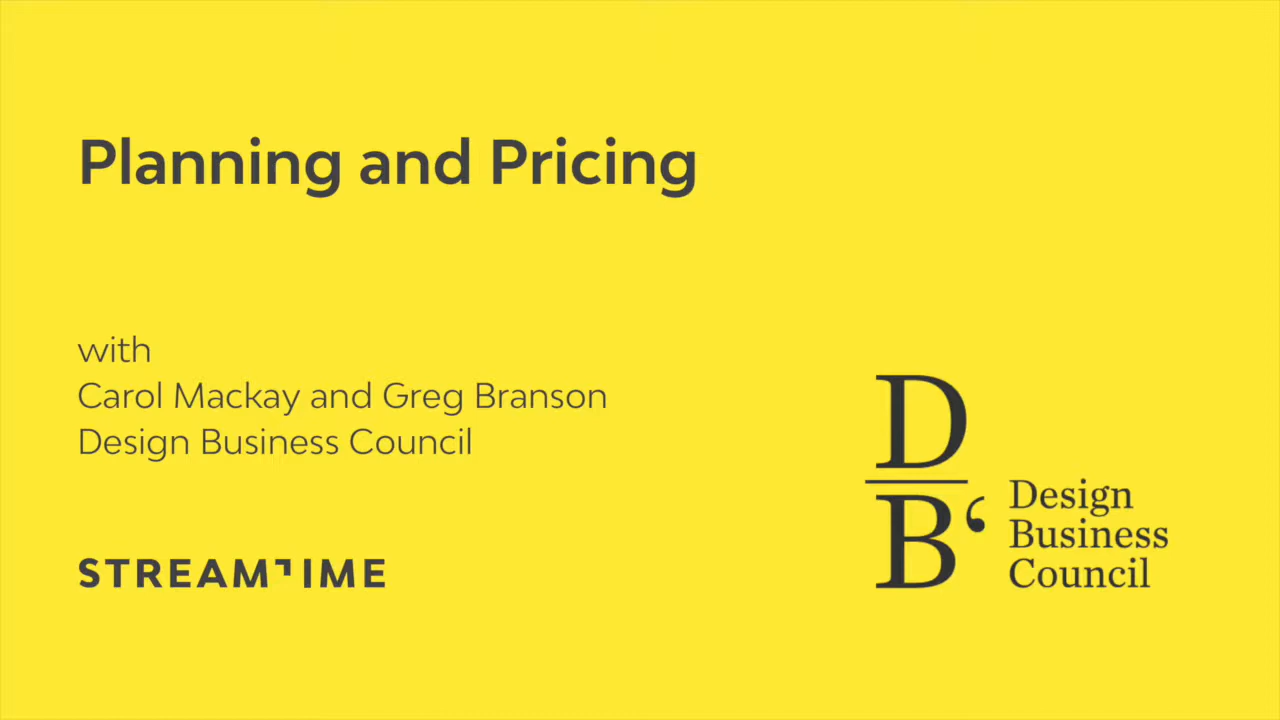 Planning and Pricing
with
Carol Mackay and Greg Branson
Design Business Council
STREAMTIME
D
B‘
Design
Business
Council